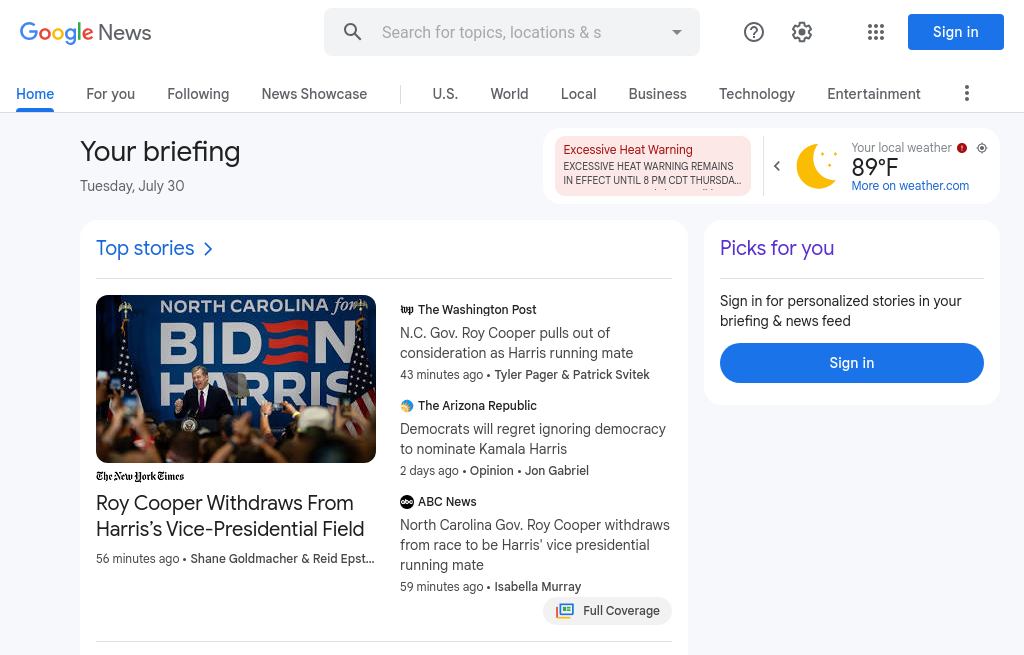 Google News
Search for topics, locations & s
Sign in
Home
For you
Following
News Showcase
U.S.
World
Local
Business
Technology
Entertainment
Your briefing
Tuesday, July 30
Excessive Heat Warning
EXCESSIVE HEAT WARNING REMAINS
IN EFFECT UNTIL 8 PM CDT THURSDA...
Your local weather
89°F
More on weather.com
Top stories
NORTH CAROLINA for
BIDEN
HARRIS
The New York Times
Roy Cooper Withdraws From
Harris’s Vice-Presidential Field
56 minutes ago • Shane Goldmacher & Reid Epst...
The Washington Post
N.C. Gov. Roy Cooper pulls out of
consideration as Harris running mate
43 minutes ago • Tyler Pager & Patrick Svitek
The Arizona Republic
Democrats will regret ignoring democracy
to nominate Kamala Harris
2 days ago • Opinion • Jon Gabriel
abc ABC News
North Carolina Gov. Roy Cooper withdraws
from race to be Harris' vice presidential
running mate
59 minutes ago • Isabella Murray
Full Coverage
Picks for you
Sign in for personalized stories in your
briefing & news feed
Sign in